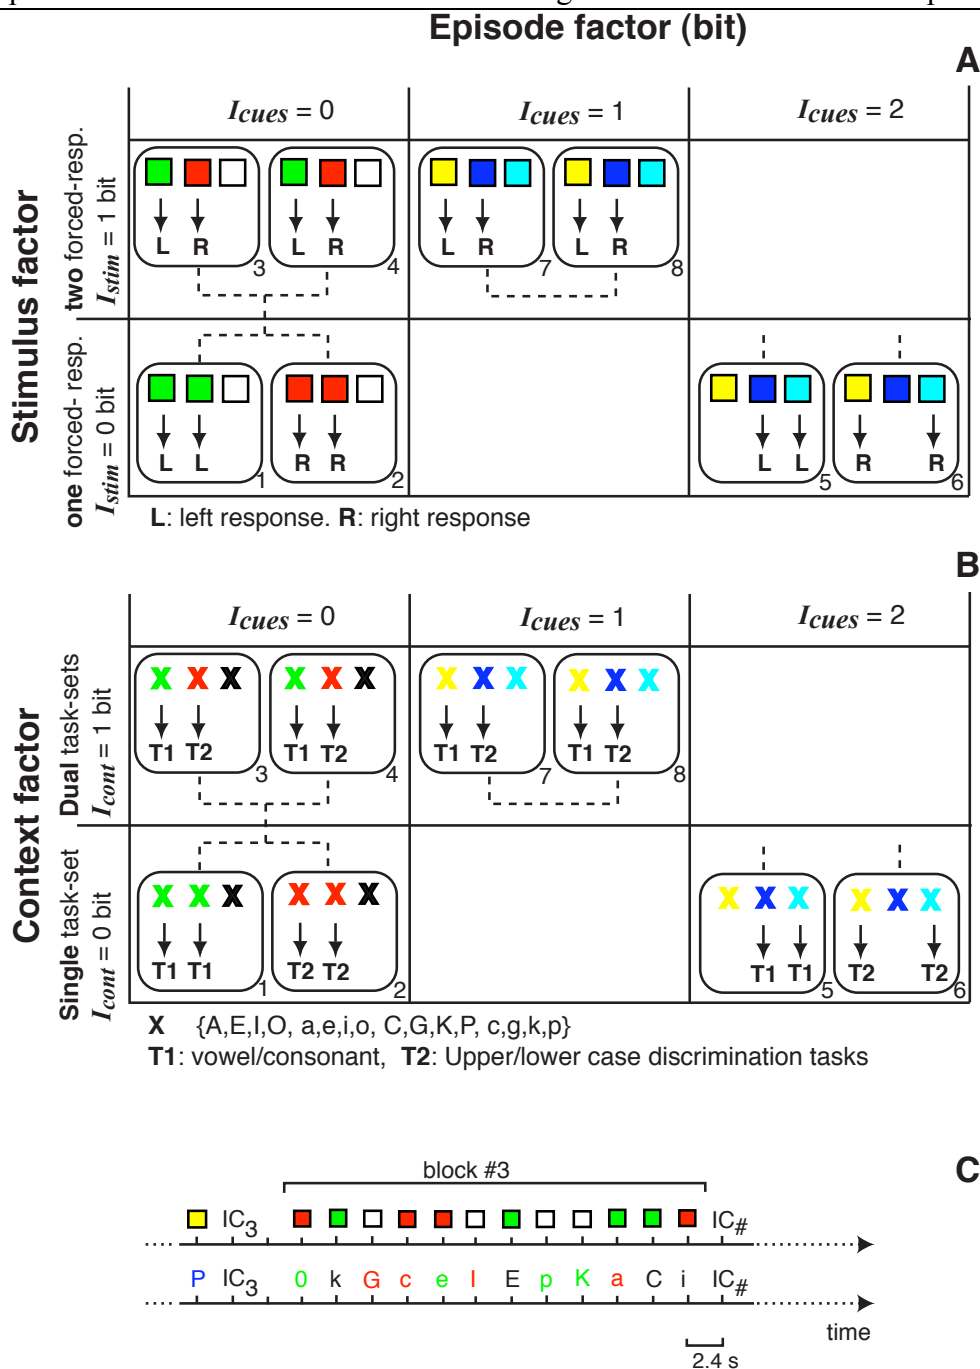 Episode factor (bit)
A
Icues = 0
Icues = 1
Icues = 2
Stimulus factor
two forced-resp.
Istim = 1 bit
L R
3
L R
4
L R
7
L R
8
one forced- resp.
Istim = 0 bit
L L
1
R R
2
L L
5
R R
6
L: left response. R: right response
B
Icues = 0
Icues = 1
Icues = 2
Context factor
Dual task-sets
Icont = 1 bit
X X X
X X X
X X X
X X X
T1 T2
3
T1 T2
4
T1 T2
7
T1 T2
8
Single task-set
Icont = 0 bit
X X X
X X X
X X X
X X X
T1 T1
1
T2 T2
2
T1 T1
5
T2 T2
6
X {A,E,I,O, a,e,i,o, C,G,K,P, c,g,k,p}
T1: vowel/consonant, T2: Upper/lower case discrimination tasks
C
block #3
IC3 IC#
P IC3 0 k G c e I E p K a C i IC#
time
2.4 s